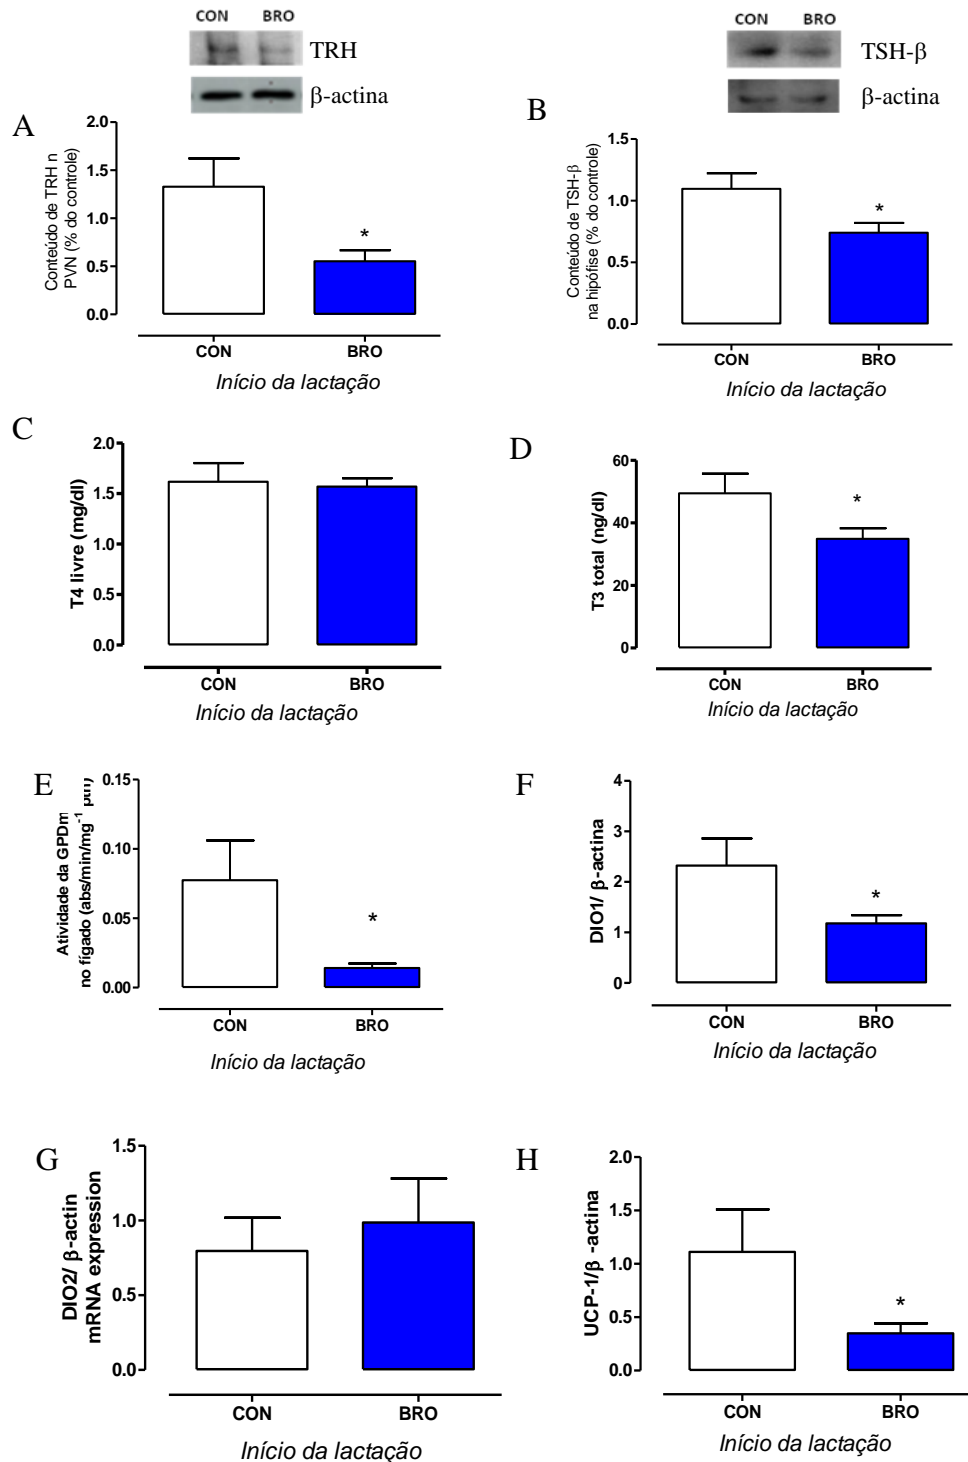 CON BRO
TRH
β-actina
A
2.0
1.5
1.0
0.5
0.0
Conteúdo de TRH n
PVN (% do controle)
*
CON BRO
Início da lactação
CON BRO
TSH-β
β-actina
B
1.5
1.0
0.5
0.0
Conteúdo de TSH-β
na hipófise (% do controle)
*
CON BRO
Início da lactação
C
2.0
1.5
1.0
0.5
0.0
T4 livre (mg/dl)
CON BRO
Início da lactação
D
60
40
20
0
T3 total (ng/dl)
*
CON BRO
Início da lactação
E
0.15
0.10
0.05
0.00
Atividade da GPDm
no fígado (abs/min/mg⁻¹ ptn)
*
CON BRO
Início da lactação
F
4
3
2
1
0
DIO1/ β-actina
*
CON BRO
Início da lactação
G
1.5
1.0
0.5
0.0
DIO2/ β-actin
mRNA expression
CON BRO
Início da lactação
H
2.0
1.5
1.0
0.5
0.0
UCP-1/β -actina
*
CON BRO
Início da lactação